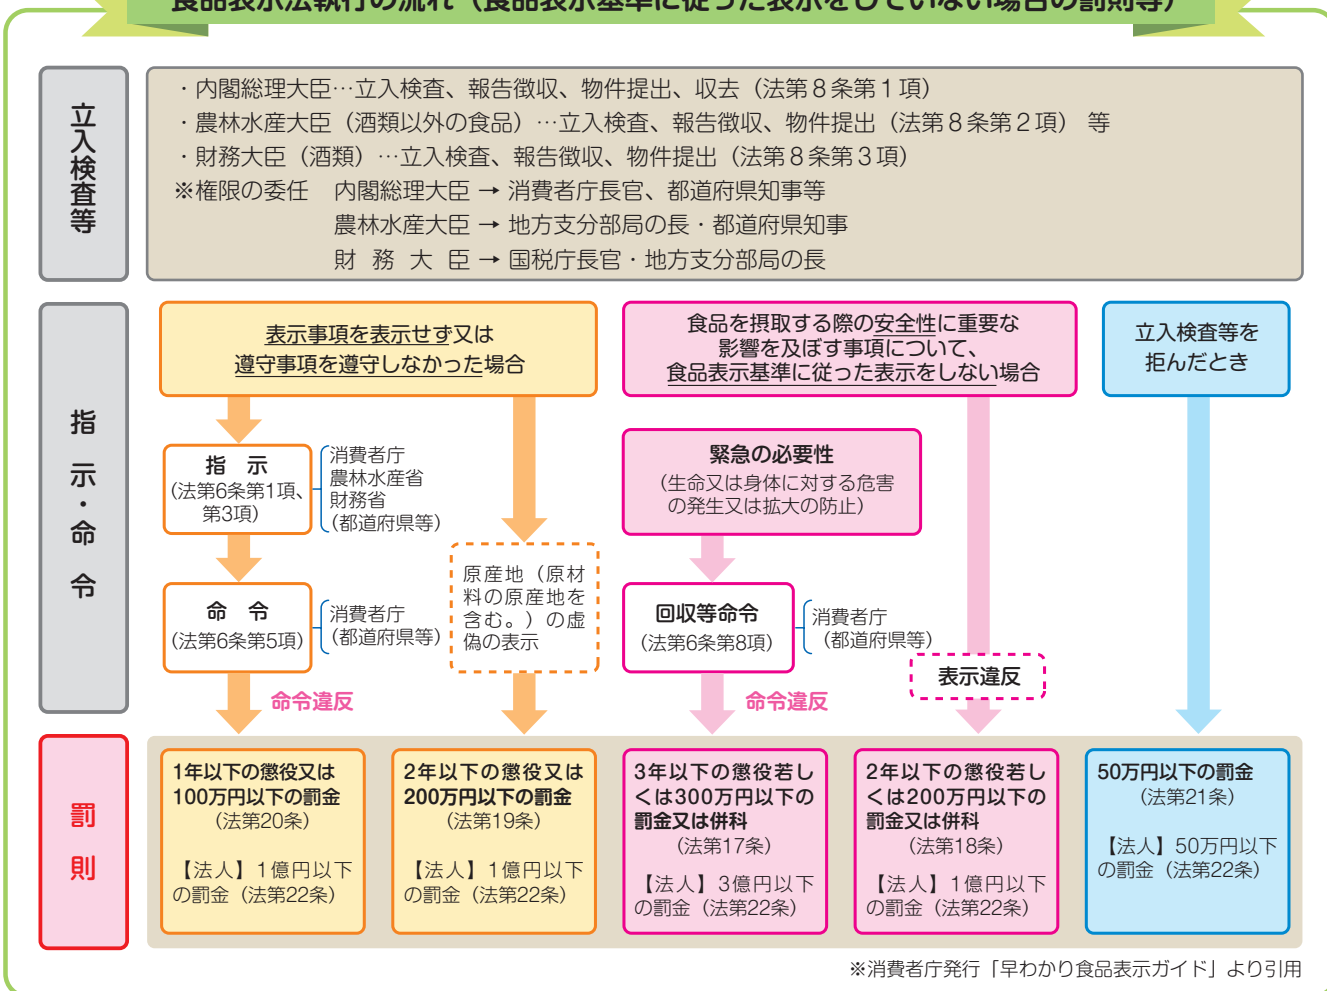 食品表示法執行の流れ（食品表示基準に従った表示をしていない場合の罰則等）
立入検査等
・内閣総理大臣…立入検査、報告徴収、物件提出、収去（法第８条第１項）
・農林水産大臣（酒類以外の食品）…立入検査、報告徴収、物件提出（法第８条第２項） 等
・財務大臣（酒類）…立入検査、報告徴収、物件提出（法第８条第３項）
※権限の委任 内閣総理大臣 → 消費者庁長官、都道府県知事等
農林水産大臣 → 地方支分部局の長・都道府県知事
財 務 大 臣 → 国税庁長官・地方支分部局の長
指示・命令
表示事項を表示せず又は
遵守事項を遵守しなかった場合
指 示
（法第6条第1項、
第3項）
消費者庁
農林水産省
財務省
（都道府県等）
命 令
（法第6条第5項）
消費者庁
（都道府県等）
命令違反
原産地（原材
料の原産地を
含む。）の虚
偽の表示
食品を摂取する際の安全性に重要な
影響を及ぼす事項について、
食品表示基準に従った表示をしない場合
緊急の必要性
（生命又は身体に対する危害
の発生又は拡大の防止）
回収等命令
（法第6条第8項）
消費者庁
（都道府県等）
命令違反
表示違反
立入検査等を
拒んだとき
罰則
1年以下の懲役又は
100万円以下の罰金
（法第20条）
【法人】1億円以下
の罰金（法第22条）
2年以下の懲役又は
200万円以下の罰金
（法第19条）
【法人】1億円以下
の罰金（法第22条）
3年以下の懲役若し
くは300万円以下の
罰金又は併科
（法第17条）
【法人】3億円以下
の罰金（法第22条）
2年以下の懲役若し
くは200万円以下の
罰金又は併科
（法第18条）
【法人】1億円以下
の罰金（法第22条）
50万円以下の罰金
（法第21条）
【法人】50万円以下
の罰金（法第22条）
※消費者庁発行「早わかり食品表示ガイド」より引用